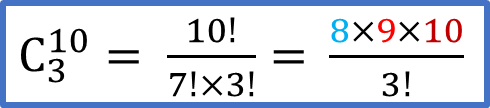 C₃¹⁰ = 10!/(7!×3!) = (8×9×10)/3!